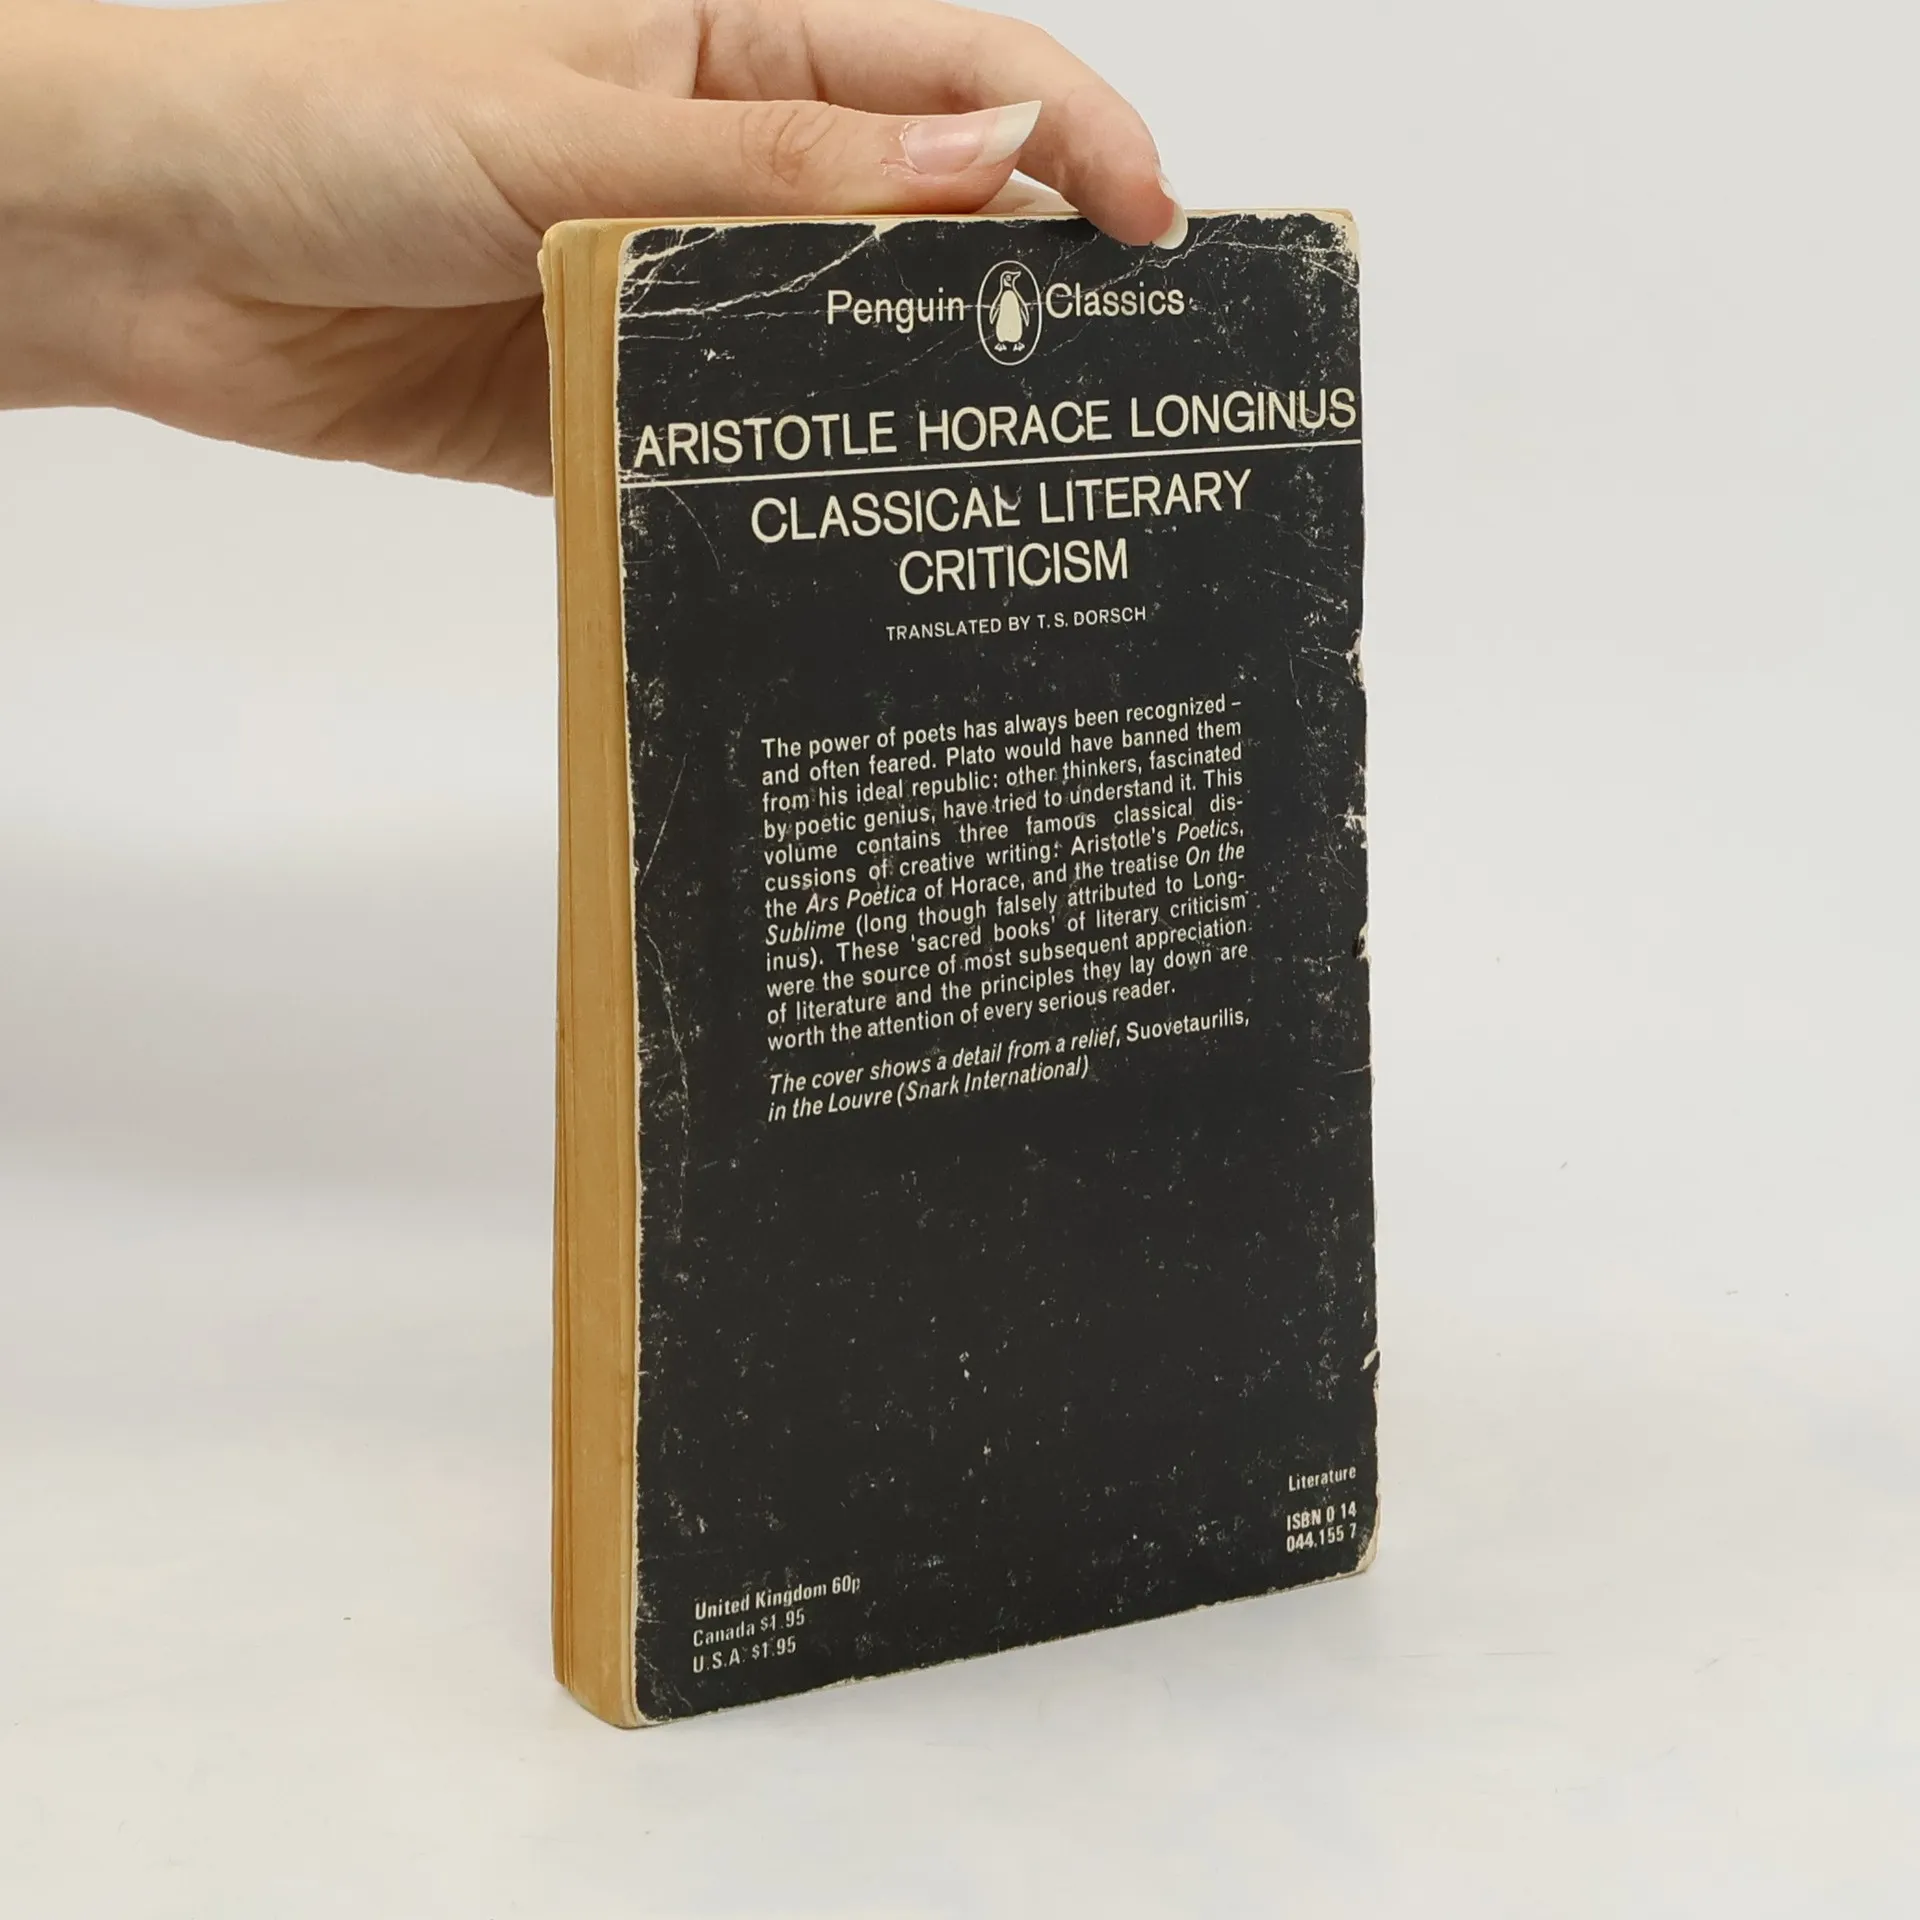 Penguin Classics
ARISTOTLE HORACE LONGINUS
CLASSICAL LITERARY
CRITICISM
TRANSLATED BY T. S. DORSCH
The power of poets has always been recognized –
and often feared. Plato would have banned them
from his ideal republic: other thinkers, fascinated
by poetic genius, have tried to understand it. This
volume contains three famous classical dis-
cussions of creative writing: Aristotle's Poetics,
the Ars Poetica of Horace, and the treatise On the
Sublime (long though falsely attributed to Long-
inus). These 'sacred books' of literary criticism
were the source of most subsequent appreciation
of literature and the principles they lay down are
worth the attention of every serious reader.
The cover shows a detail from a relief, Suovetaurilis,
in the Louvre (Snark International)
Literature
ISBN 0 14
044.155 7
United Kingdom 60p
Canada $1.95
U.S.A. $1.95